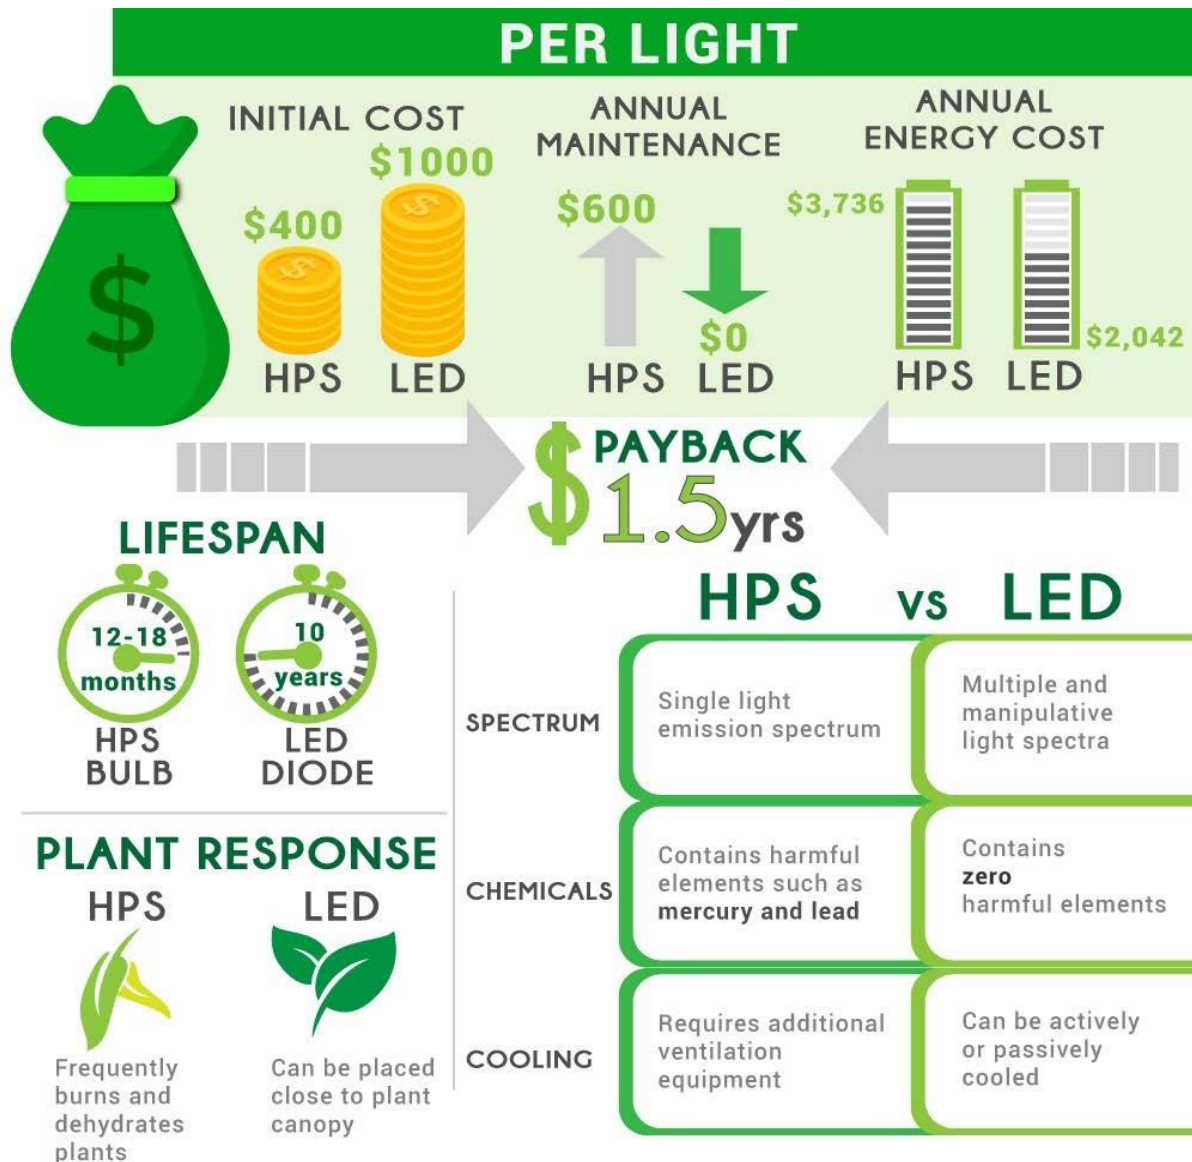 PER LIGHT
INITIAL COST
$400
$1000
HPS
LED
ANNUAL
MAINTENANCE
$600
$0
HPS
LED
ANNUAL
ENERGY COST
$3,736
$2,042
HPS
LED
$
$ PAYBACK
1.5yrs
LIFESPAN
12-18
months
HPS
BULB
10
years
LED
DIODE
PLANT RESPONSE
HPS
Frequently
burns and
dehydrates
plants
LED
Can be placed
close to plant
canopy
HPS vs LED
SPECTRUM
Single light
emission spectrum
Multiple and
manipulative
light spectra
CHEMICALS
Contains harmful
elements such as
mercury and lead
Contains
zero
harmful elements
COOLING
Requires additional
ventilation
equipment
Can be actively
or passively
cooled